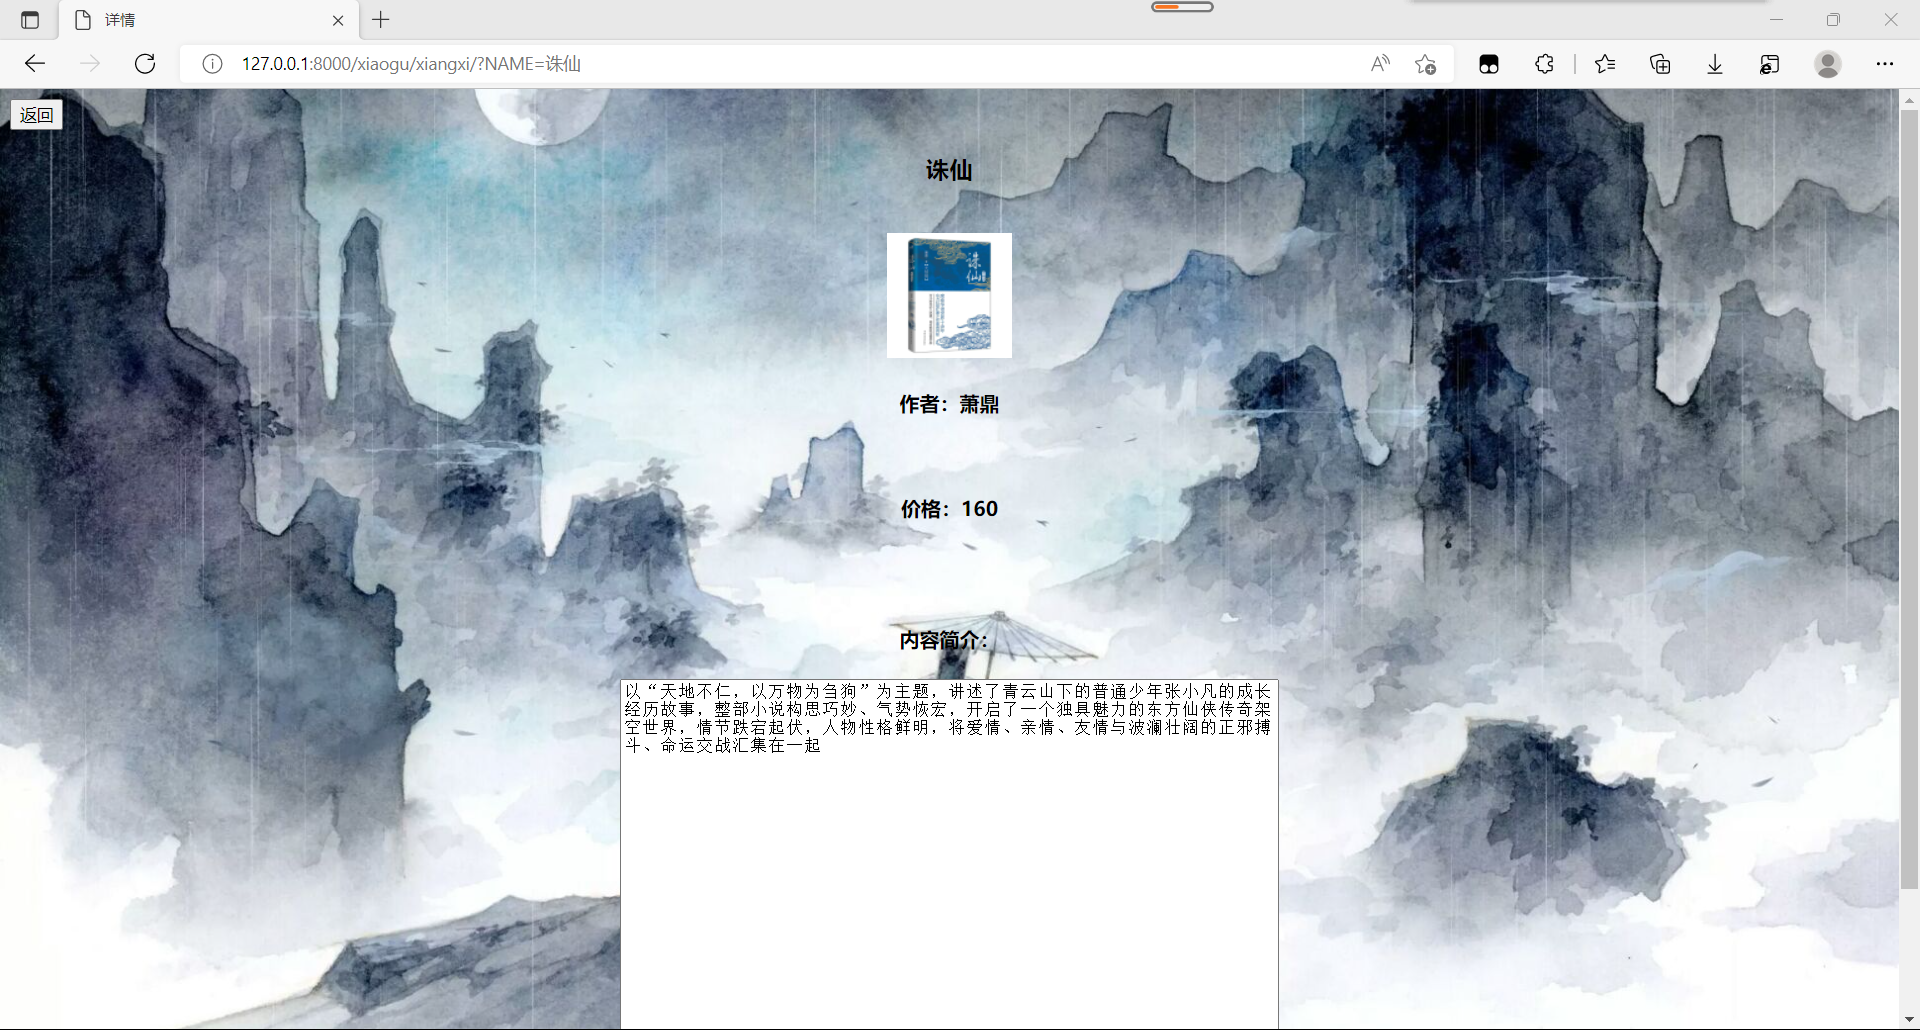 详情
127.0.0.1:8000/xiaogu/xiangxi/?NAME=诛仙
返回
诛仙
诛
仙
作者：萧鼎
价格：160
内容简介：
以“天地不仁，以万物为刍狗”为主题，讲述了青云山下的普通少年张小凡的成长
经历故事，整部小说构思巧妙、气势恢宏，开启了一个独具魅力的东方仙侠传奇架
空世界，情节跌宕起伏，人物性格鲜明，将爱情、亲情、友情与波澜壮阔的正邪搏
斗、命运交战汇集在一起